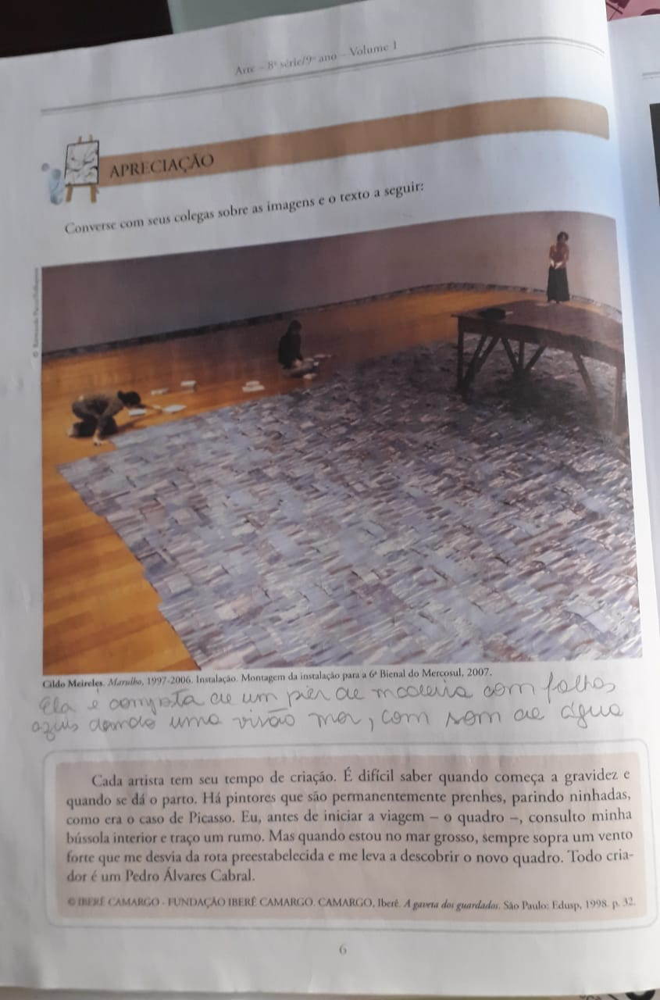 Arte – 8ª série/9º ano – Volume 1
APRECIAÇÃO
Converse com seus colegas sobre as imagens e o texto a seguir:
Cildo Meireles. Marulho, 1997-2006. Instalação. Montagem da instalação para a 6ª Bienal do Mercosul, 2007.
Ela é composta de um pier de madeira com folhas
azuis dando uma visão mar, com som de água
Cada artista tem seu tempo de criação. É difícil saber quando começa a gravidez e
quando se dá o parto. Há pintores que são permanentemente prenhes, parindo ninhadas,
como era o caso de Picasso. Eu, antes de iniciar a viagem – o quadro –, consulto minha
bússola interior e traço um rumo. Mas quando estou no mar grosso, sempre sopra um vento
forte que me desvia da rota preestabelecida e me leva a descobrir o novo quadro. Todo cria-
dor é um Pedro Álvares Cabral.
© IBERÊ CAMARGO - FUNDAÇÃO IBERÊ CAMARGO. CAMARGO, Iberê. A gaveta dos guardados. São Paulo: Edusp, 1998. p. 32.
6